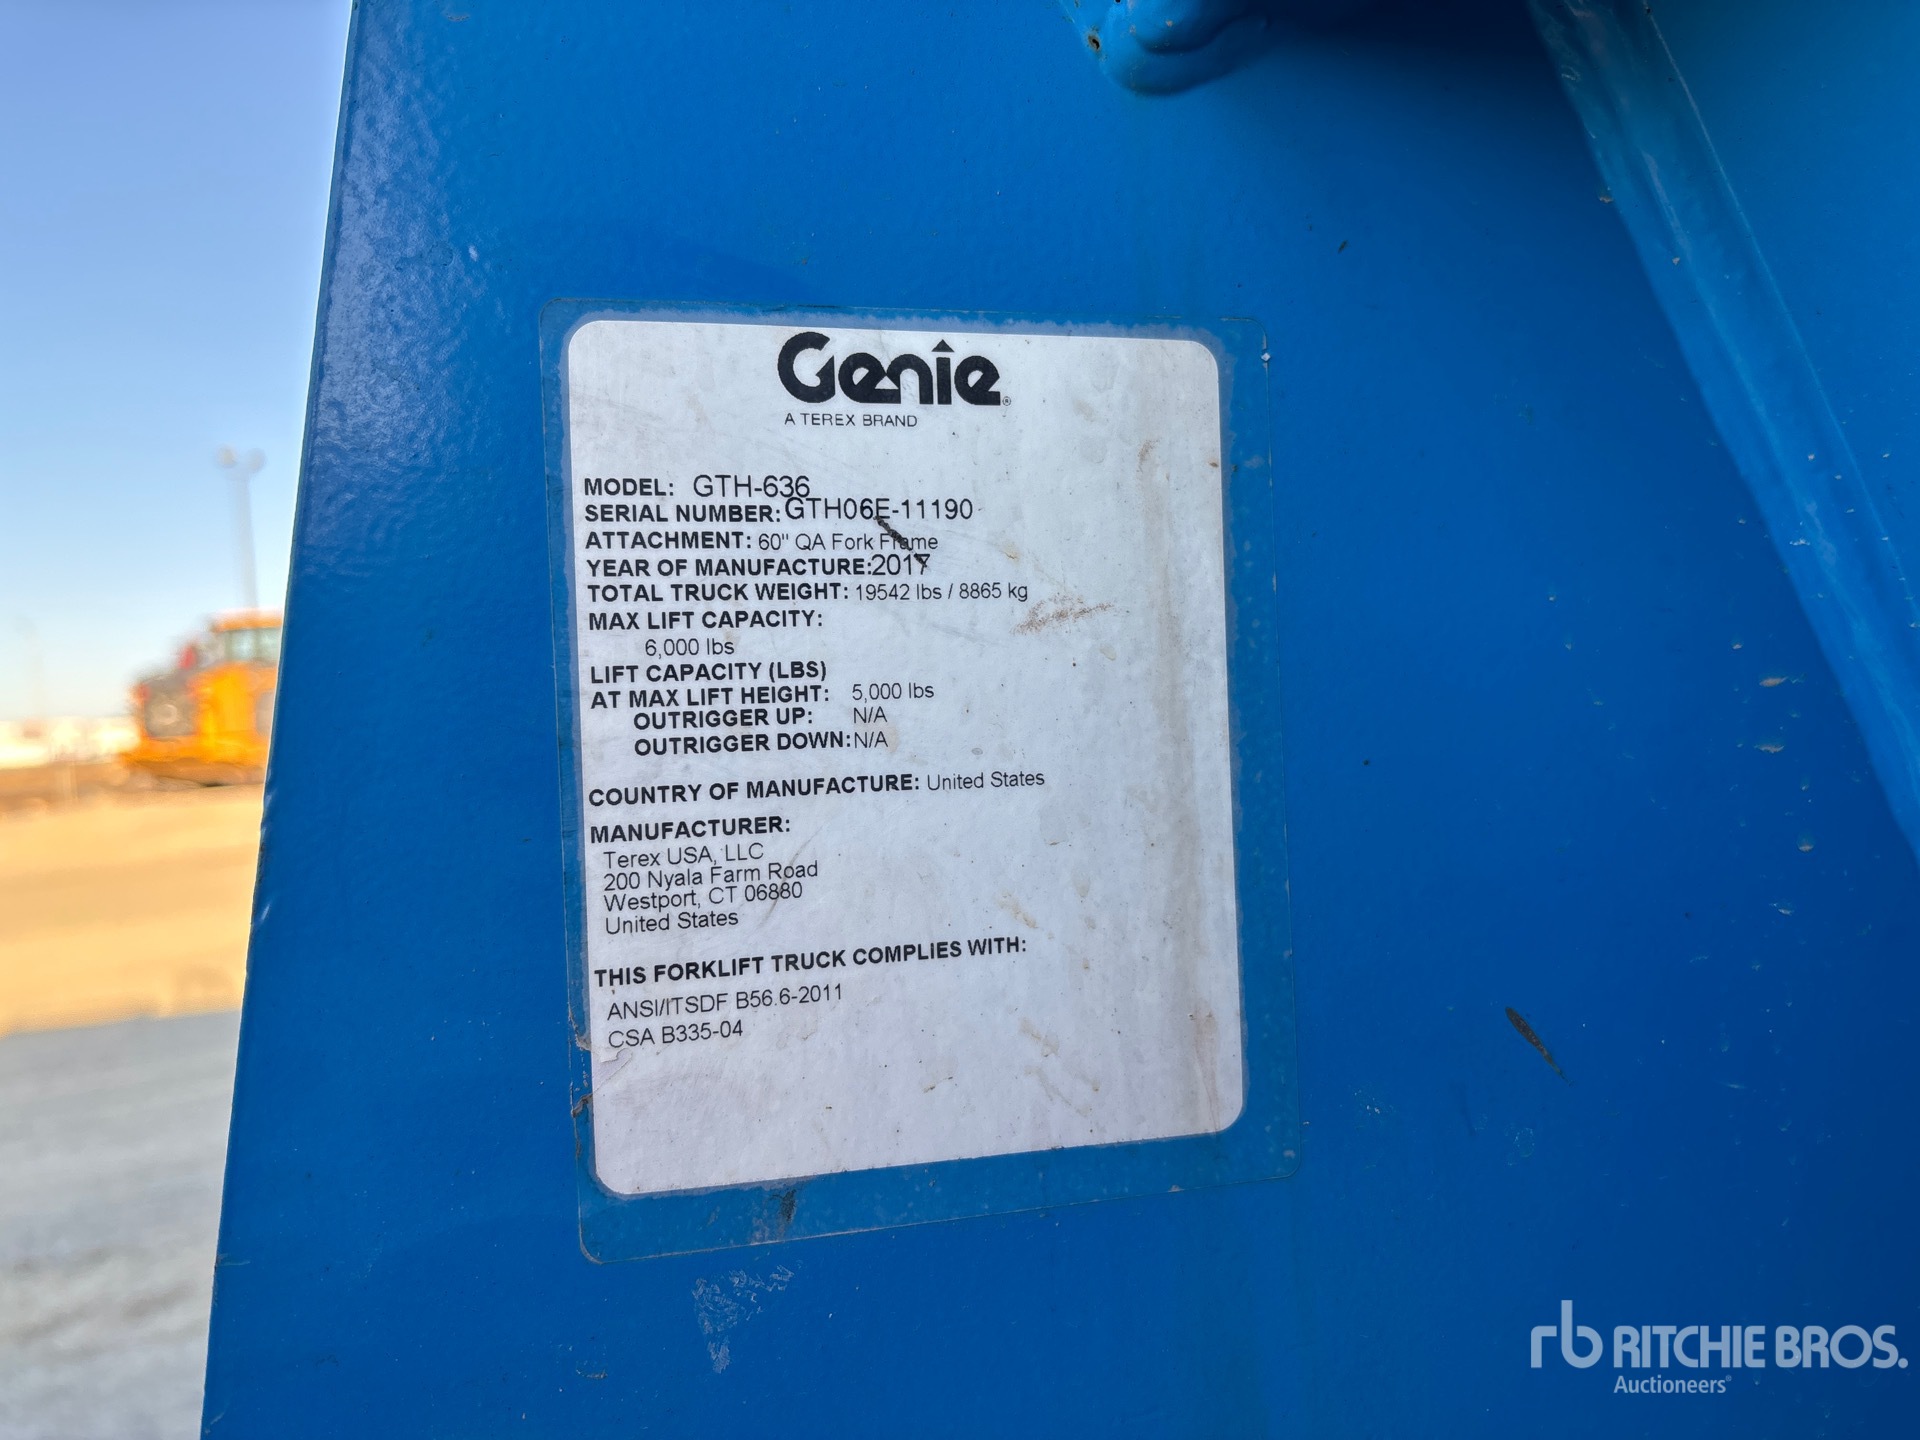 Genie®
A TEREX BRAND
MODEL: GTH-636
SERIAL NUMBER: GTH06E-11190
ATTACHMENT: 60" QA Fork Frame
YEAR OF MANUFACTURE: 2017
TOTAL TRUCK WEIGHT: 19542 lbs / 8865 kg
MAX LIFT CAPACITY:
6,000 lbs
LIFT CAPACITY (LBS)
AT MAX LIFT HEIGHT: 5,000 lbs
OUTRIGGER UP: N/A
OUTRIGGER DOWN: N/A
COUNTRY OF MANUFACTURE: United States
MANUFACTURER:
Terex USA, LLC
200 Nyala Farm Road
Westport, CT 06880
United States
THIS FORKLIFT TRUCK COMPLIES WITH:
ANSI/ITSDF B56.6-2011
CSA B335-04
rb RITCHIE BROS.
Auctioneers®